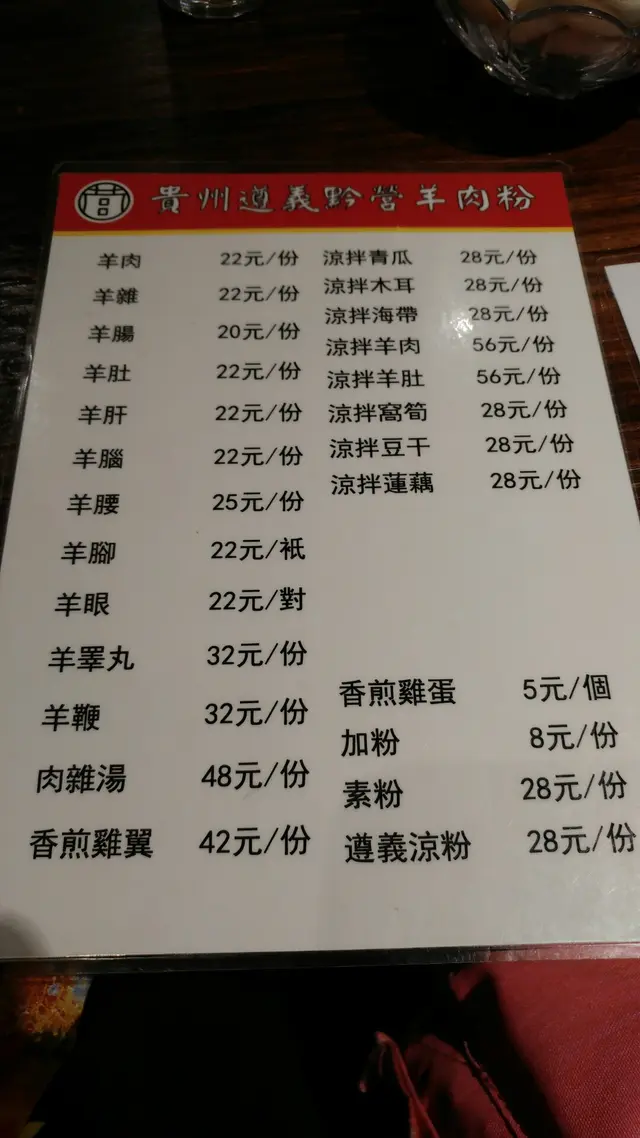 貴州遵義黔營羊肉粉
羊肉 22元/份
羊雜 22元/份
羊腸 20元/份
羊肚 22元/份
羊肝 22元/份
羊腦 22元/份
羊腰 25元/份
羊腳 22元/衹
羊眼 22元/對
羊睪丸 32元/份
羊鞭 32元/份
肉雜湯 48元/份
香煎雞翼 42元/份
涼拌青瓜 28元/份
涼拌木耳 28元/份
涼拌海帶 28元/份
涼拌羊肉 56元/份
涼拌羊肚 56元/份
涼拌窩筍 28元/份
涼拌豆干 28元/份
涼拌蓮藕 28元/份
香煎雞蛋 5元/個
加粉 8元/份
素粉 28元/份
遵義涼粉 28元/份